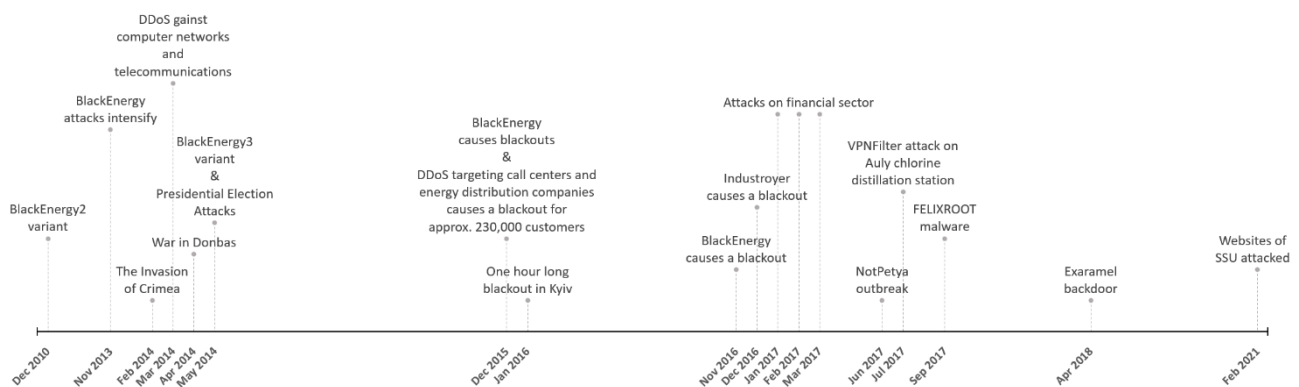 DDoS gainst
computer networks
and
telecommunications
BlackEnergy
attacks intensify
BlackEnergy3
variant
&
Presidential Election
Attacks
BlackEnergy2
variant
War in Donbas
The Invasion
of Crimea
BlackEnergy
causes blackouts
&
DDoS targeting call centers and
energy distribution companies
causes a blackout for
approx. 230,000 customers
One hour long
blackout in Kyiv
Attacks on financial sector
Industroyer
causes a blackout
BlackEnergy
causes a blackout
VPNFilter attack on
Auly chlorine
distillation station
FELIXROOT
malware
NotPetya
outbreak
Exaramel
backdoor
Websites of
SSU attacked
Dec 2010
Nov 2013
Feb 2014
Mar 2014
Apr 2014
May 2014
Dec 2015
Jan 2016
Nov 2016
Dec 2016
Jan 2017
Feb 2017
Mar 2017
Jun 2017
Jul 2017
Sep 2017
Apr 2018
Feb 2021